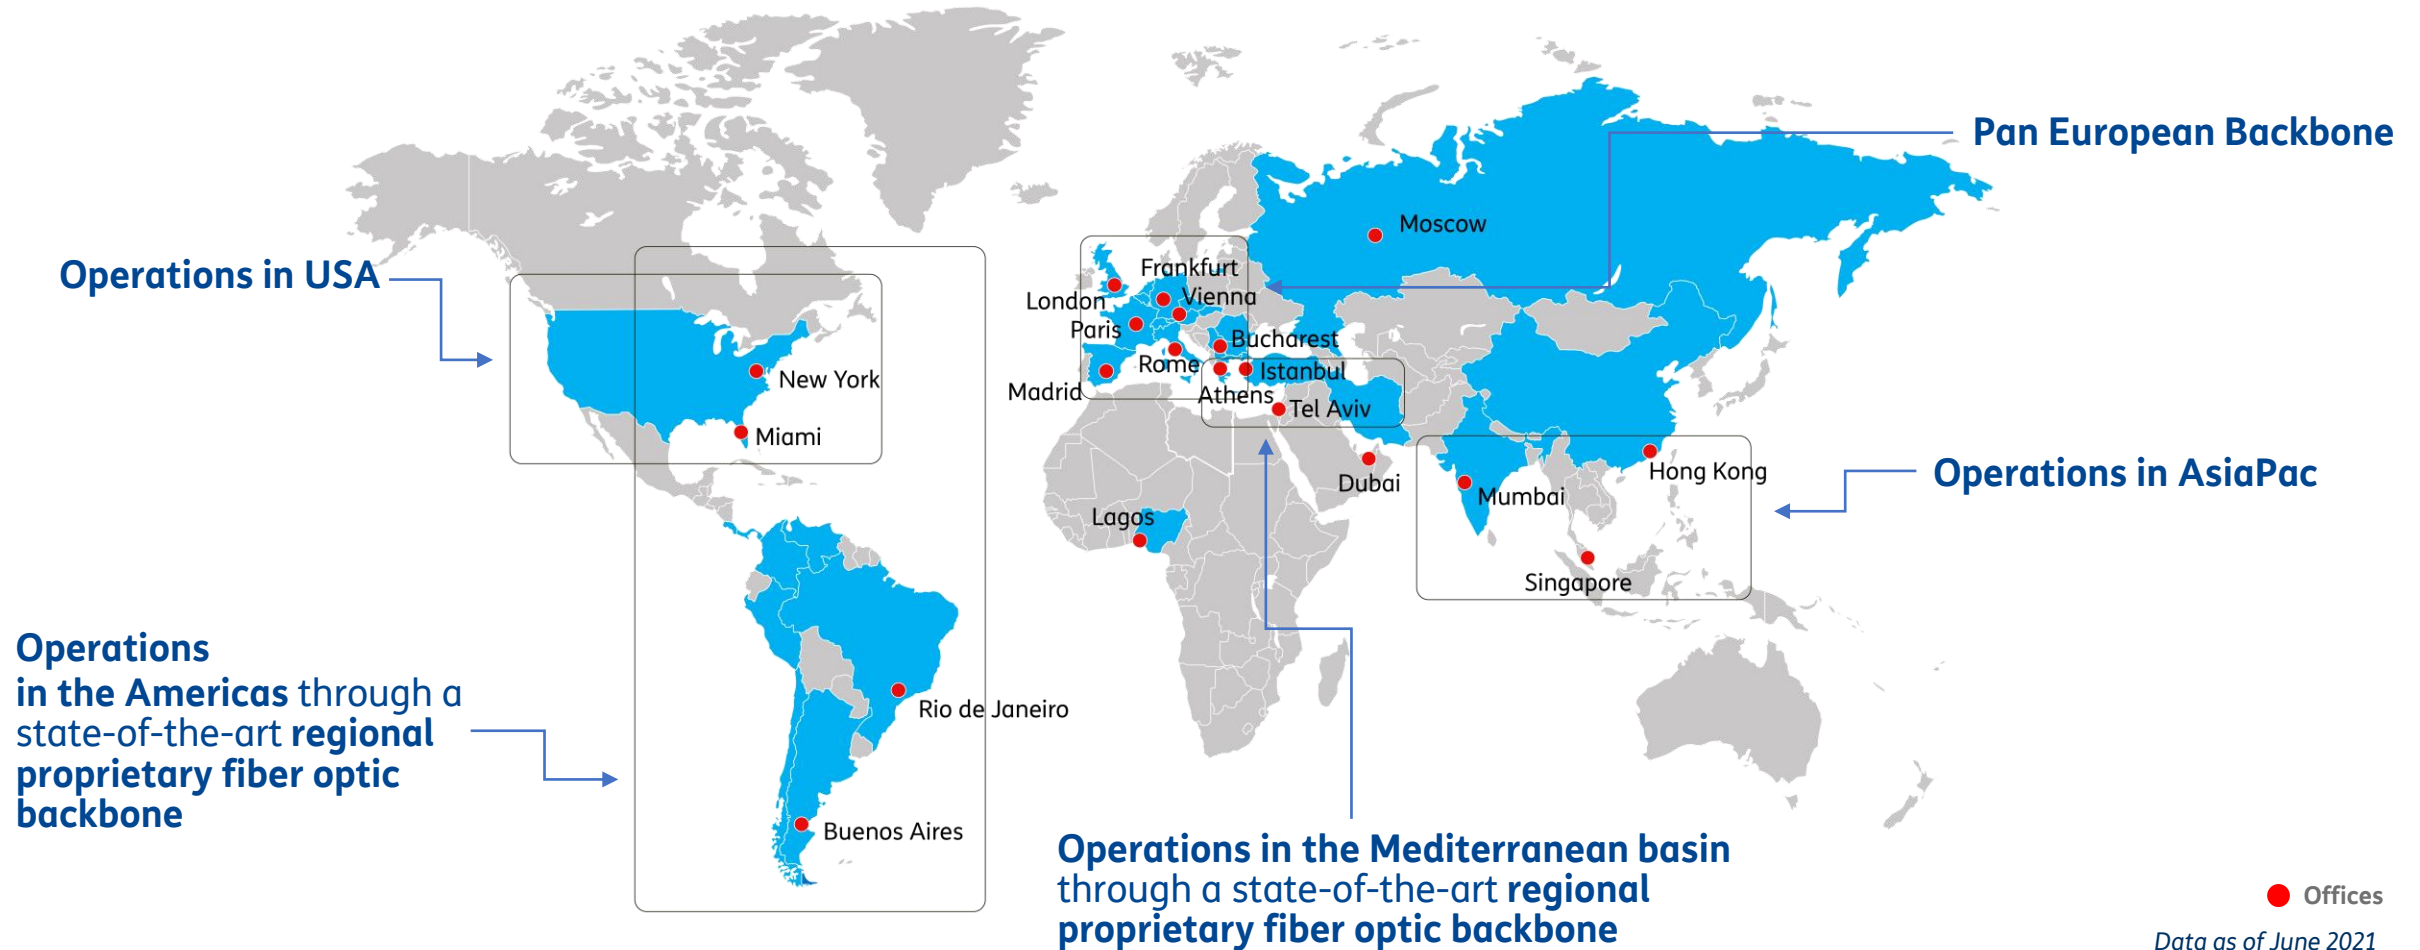 Pan European Backbone
Moscow
Operations in USA
Frankfurt
London
Vienna
Paris
Bucharest
Rome
Istanbul
Madrid
Athens
Tel Aviv
New York
Miami
Dubai
Hong Kong
Mumbai
Operations in AsiaPac
Lagos
Singapore
Operations
in the Americas through a
state-of-the-art regional
proprietary fiber optic
backbone
Rio de Janeiro
Buenos Aires
Operations in the Mediterranean basin
through a state-of-the-art regional
proprietary fiber optic backbone
Offices
Data as of June 2021